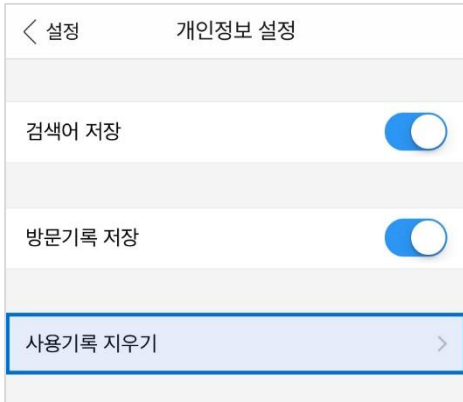 설정 개인정보 설정
검색어 저장
방문기록 저장
사용기록 지우기